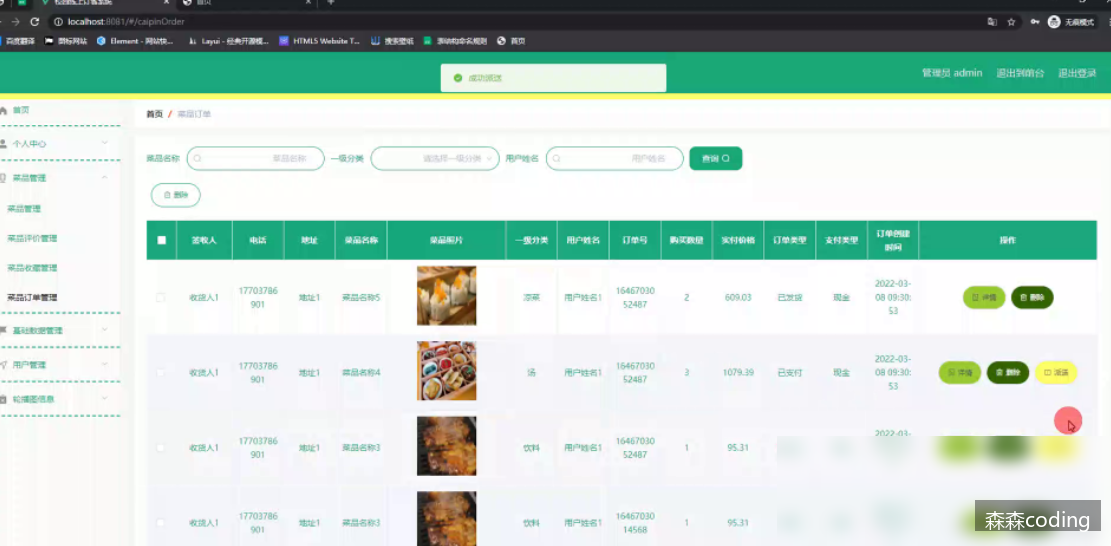 首页
localhost:8081/#/caipinOrder
无痕模式
百度翻译 图标网站 Element - 网站快... Layui - 经典开源模... HTML5 Website T... 搜索壁纸 首页
成功派送
管理员 admin 退出到前台 退出登录
首页
个人中心
菜品管理
菜品管理
菜品评价管理
菜品收藏管理
菜品订单管理
基础数据管理
用户管理
轮播图信息
首页 / 菜品订单
菜品名称 菜品名称 一级分类 请选择一级分类 用户姓名 用户姓名 查询
删除
签收人 电话 地址 菜品名称 菜品照片 一级分类 用户姓名 订单号 购买数量 实付价格 订单类型 支付类型 订单创建时间 操作
收货人1 17703786901 地址1 菜品名称5 凉菜 用户姓名1 1646703052487 2 609.03 已发货 现金 2022-03-08 09:30:53 详情 删除
收货人1 17703786901 地址1 菜品名称4 汤 用户姓名1 1646703052487 3 1079.39 已支付 现金 2022-03-08 09:30:53 详情 删除 派送
收货人1 17703786901 地址1 菜品名称3 饮料 用户姓名1 1646703052487 1 95.31 2022-03-
收货人1 17703786901 地址1 菜品名称3 饮料 用户姓名1 1646703014568 1 95.31
森森coding